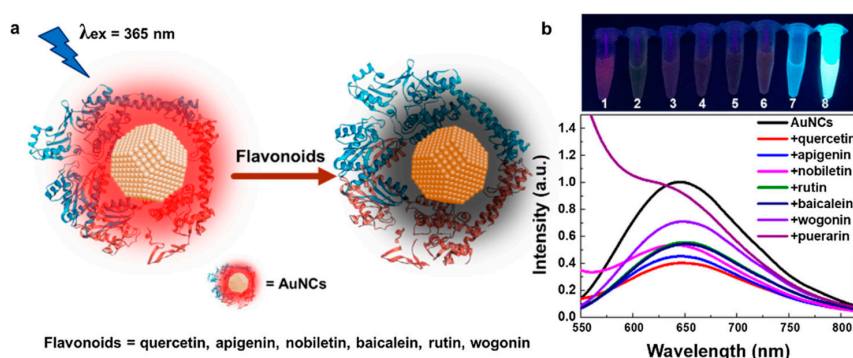 a
λex = 365 nm
Flavonoids
= AuNCs
Flavonoids = quercetin, apigenin, nobiletin, baicalein, rutin, wogonin
b
1 2 3 4 5 6 7 8
AuNCs
+quercetin
+apigenin
+nobiletin
+rutin
+baicalein
+wogonin
+puerarin
Intensity (a.u.)
1.4
1.2
1.0
0.8
0.6
0.4
0.2
0.0
550 600 650 700 750 800
Wavelength (nm)